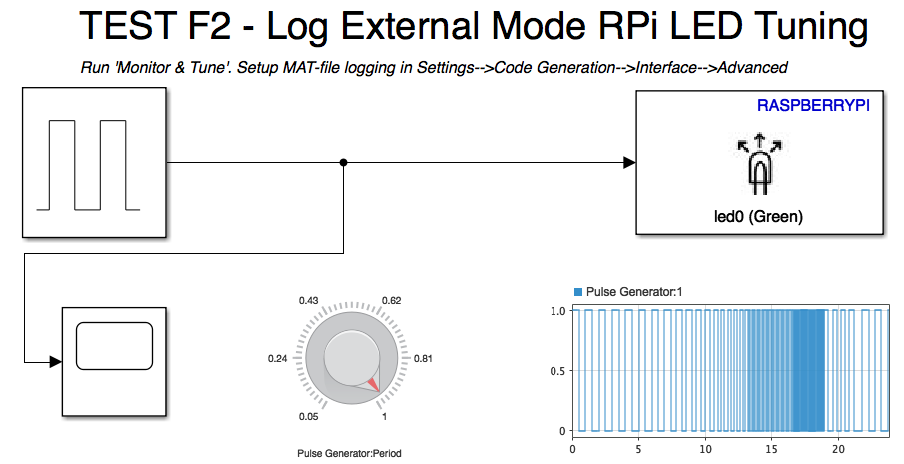 TEST F2 - Log External Mode RPi LED Tuning
Run 'Monitor & Tune'. Setup MAT-file logging in Settings-->Code Generation-->Interface-->Advanced
RASPBERRYPI
led0 (Green)
0.43
0.62
0.24
0.81
0.05
1
Pulse Generator:Period
Pulse Generator:1
1.0
0.5
0
0
5
10
15
20